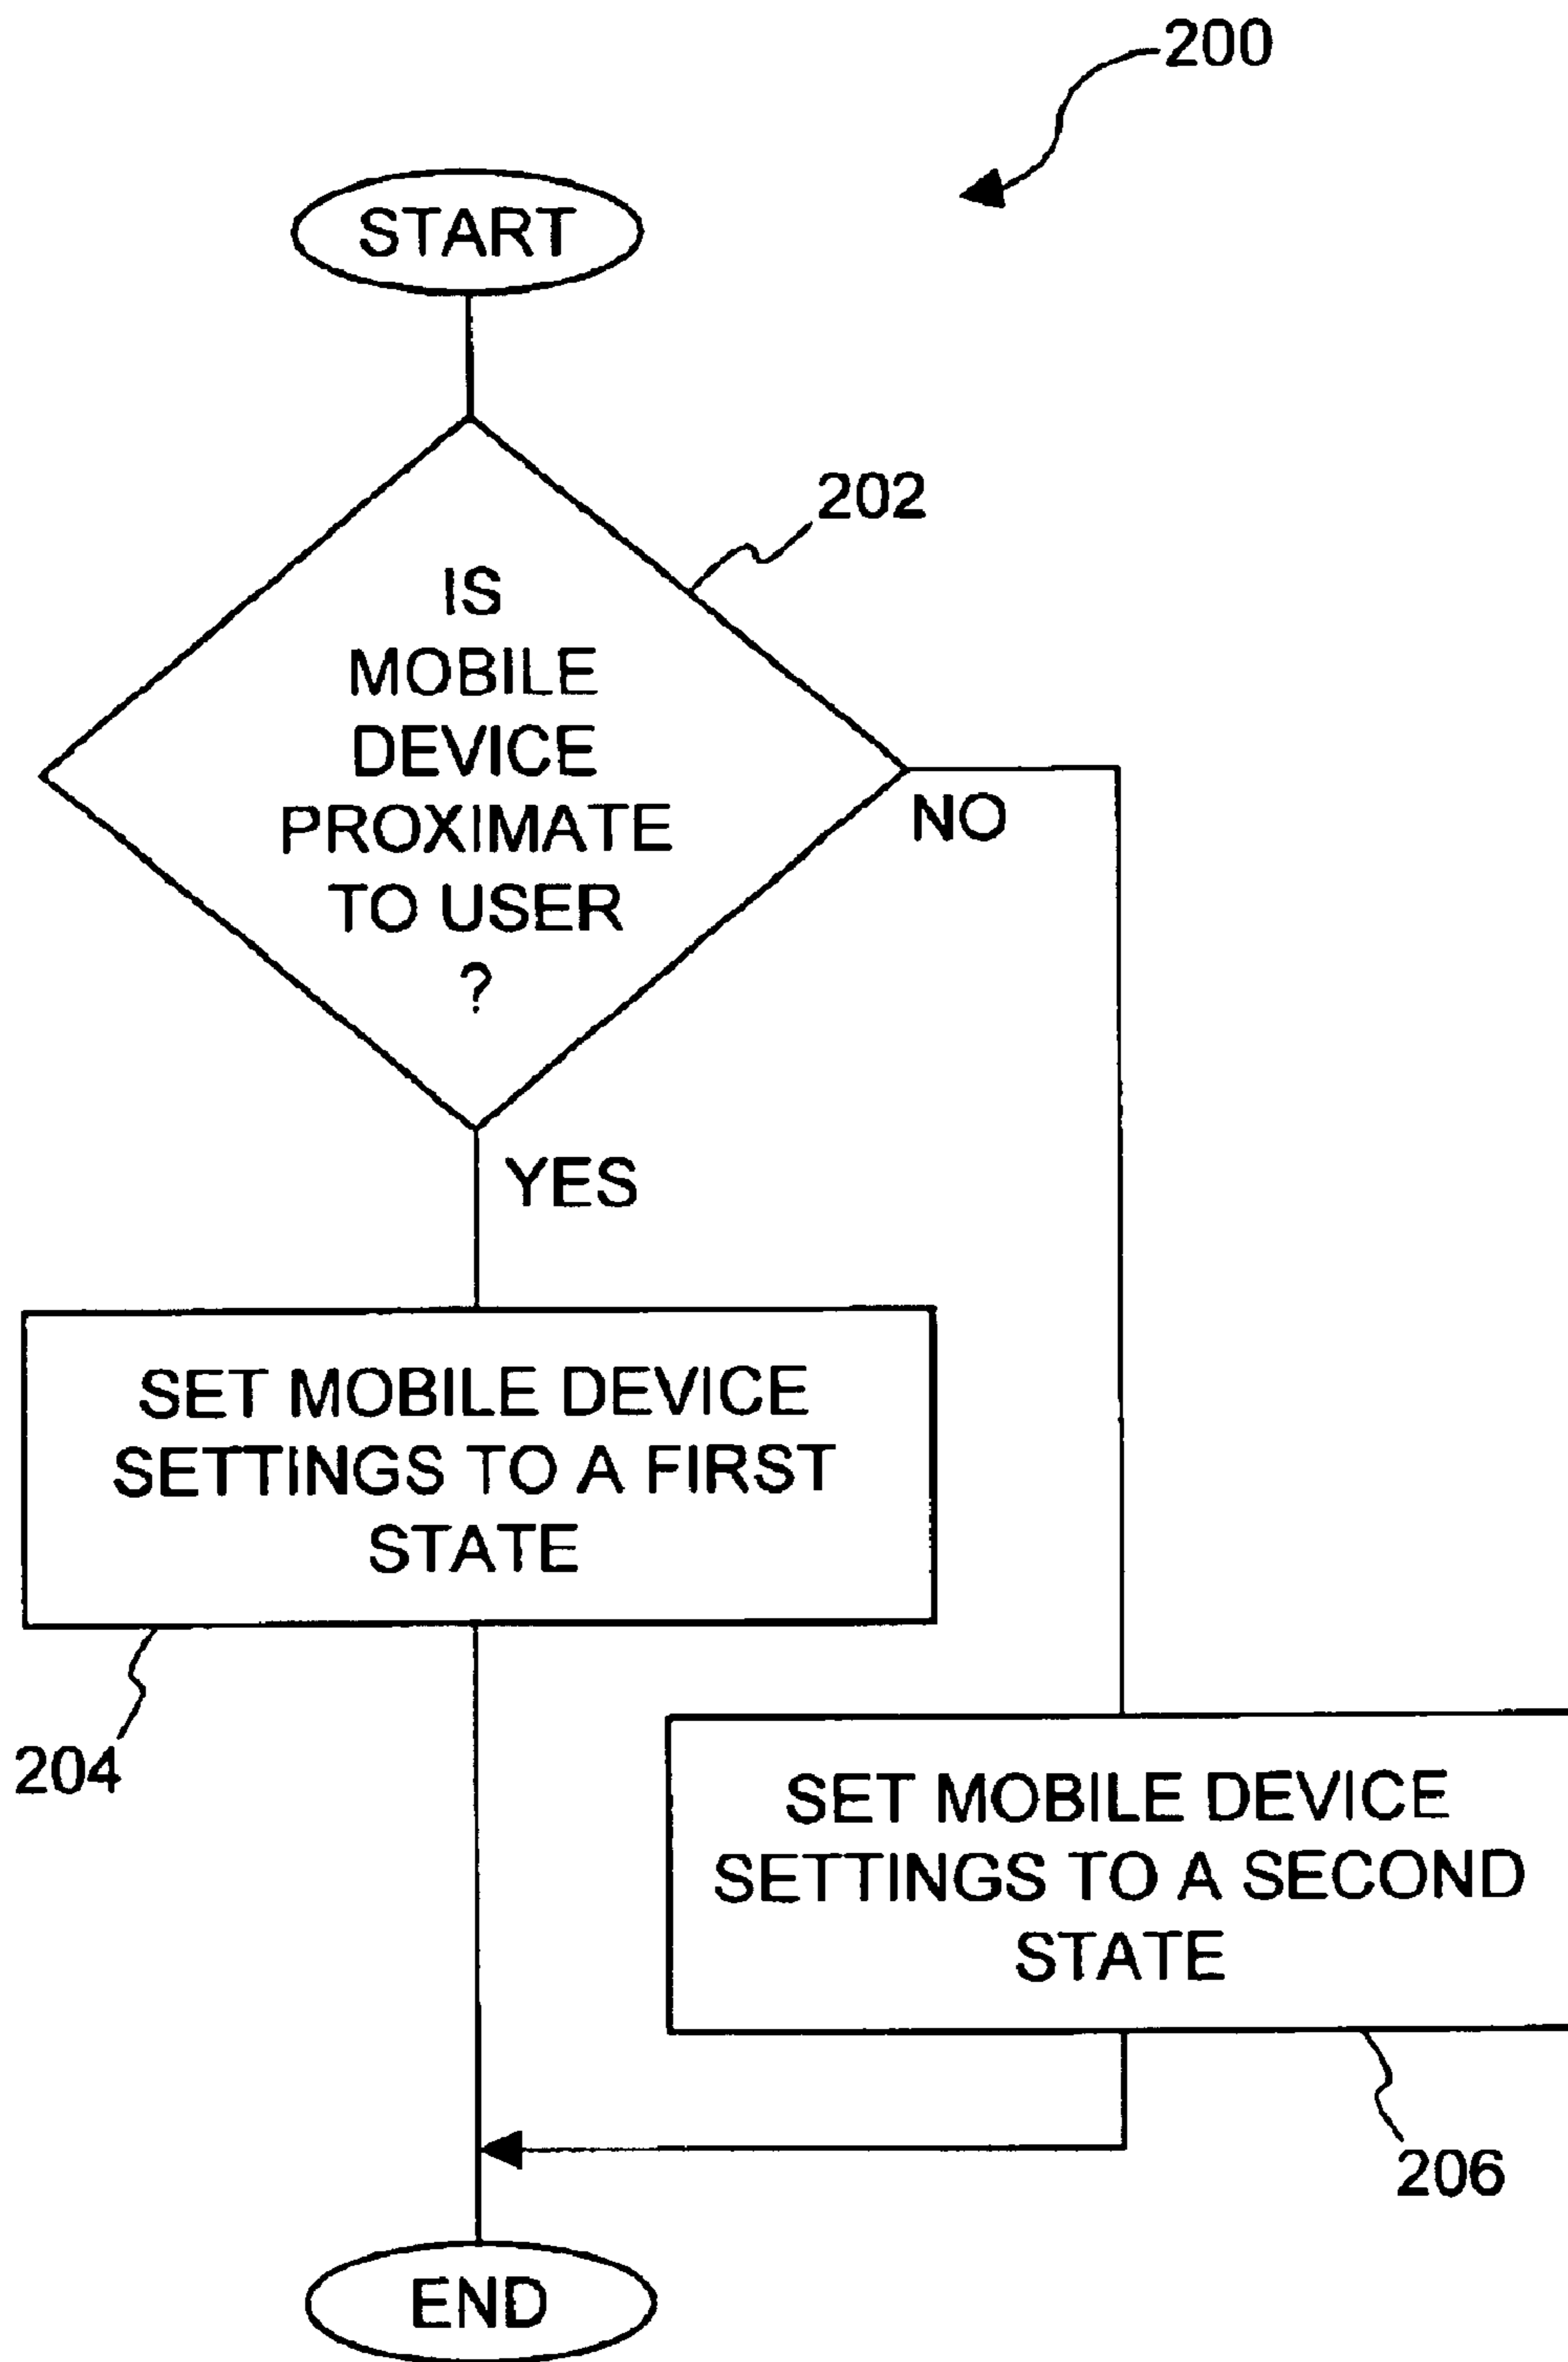 200
START
202
IS
MOBILE
DEVICE
PROXIMATE
TO USER
?
NO
YES
SET MOBILE DEVICE
SETTINGS TO A FIRST
STATE
204
SET MOBILE DEVICE
SETTINGS TO A SECOND
STATE
206
END